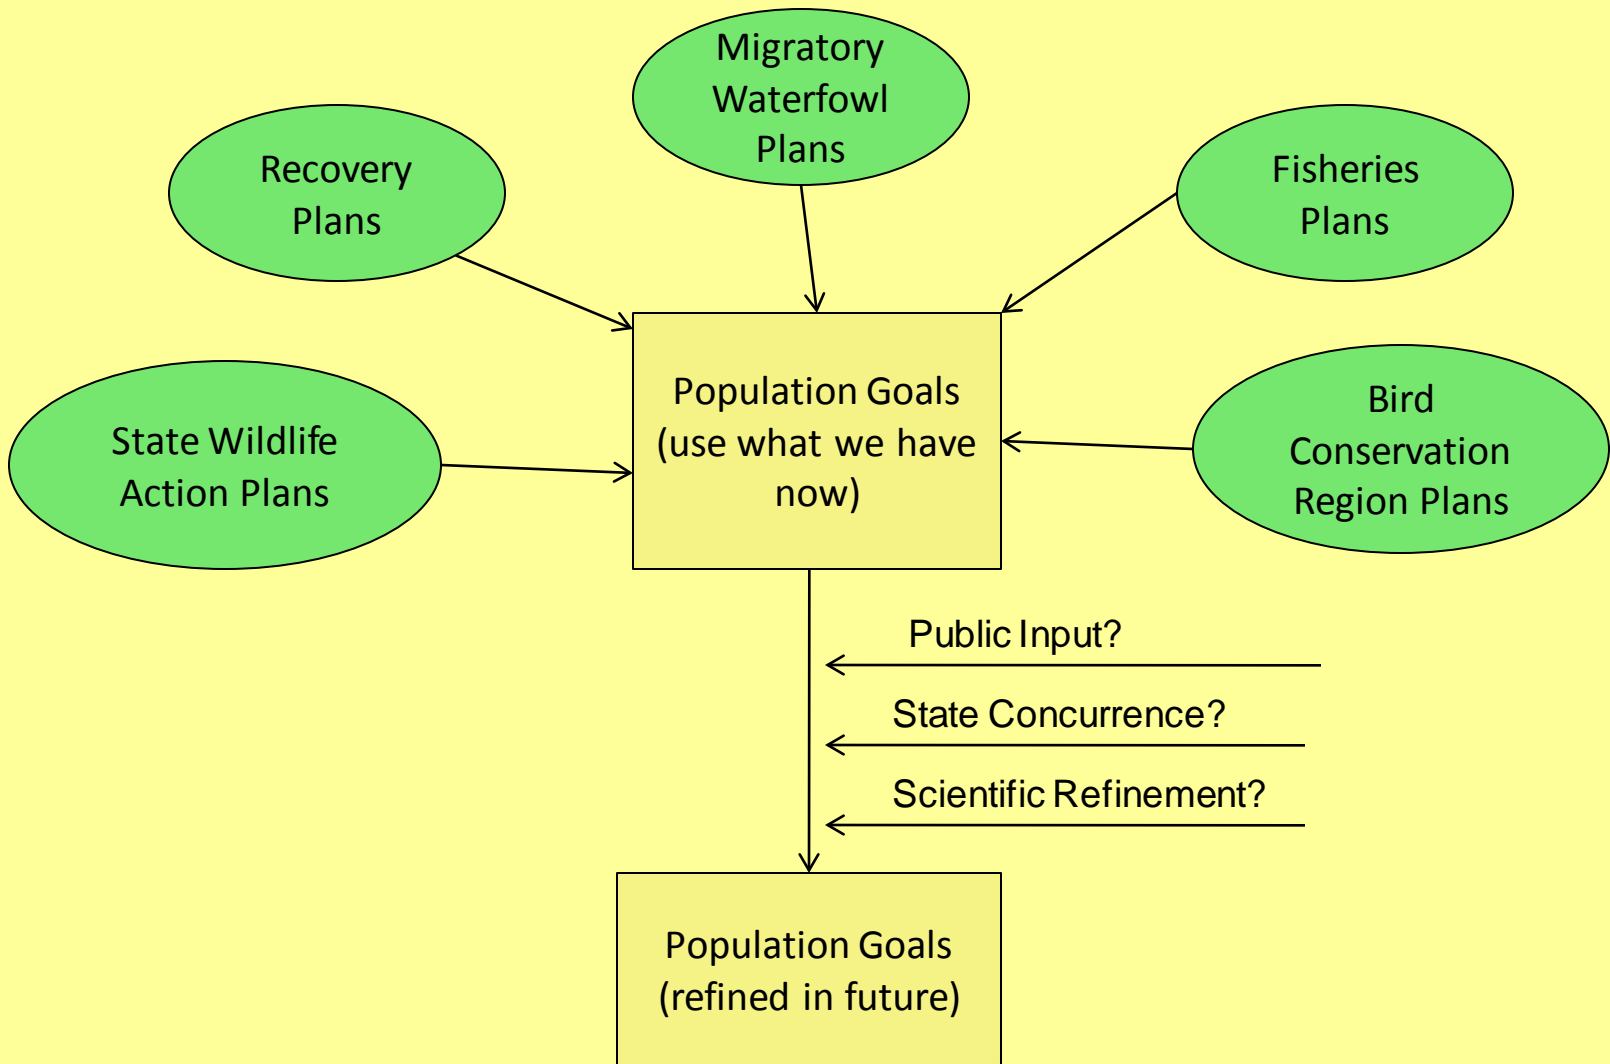 Migratory
Waterfowl
Plans
Recovery
Plans
Fisheries
Plans
State Wildlife
Action Plans
Population Goals
(use what we have
now)
Bird
Conservation
Region Plans
Public Input?
State Concurrence?
Scientific Refinement?
Population Goals
(refined in future)